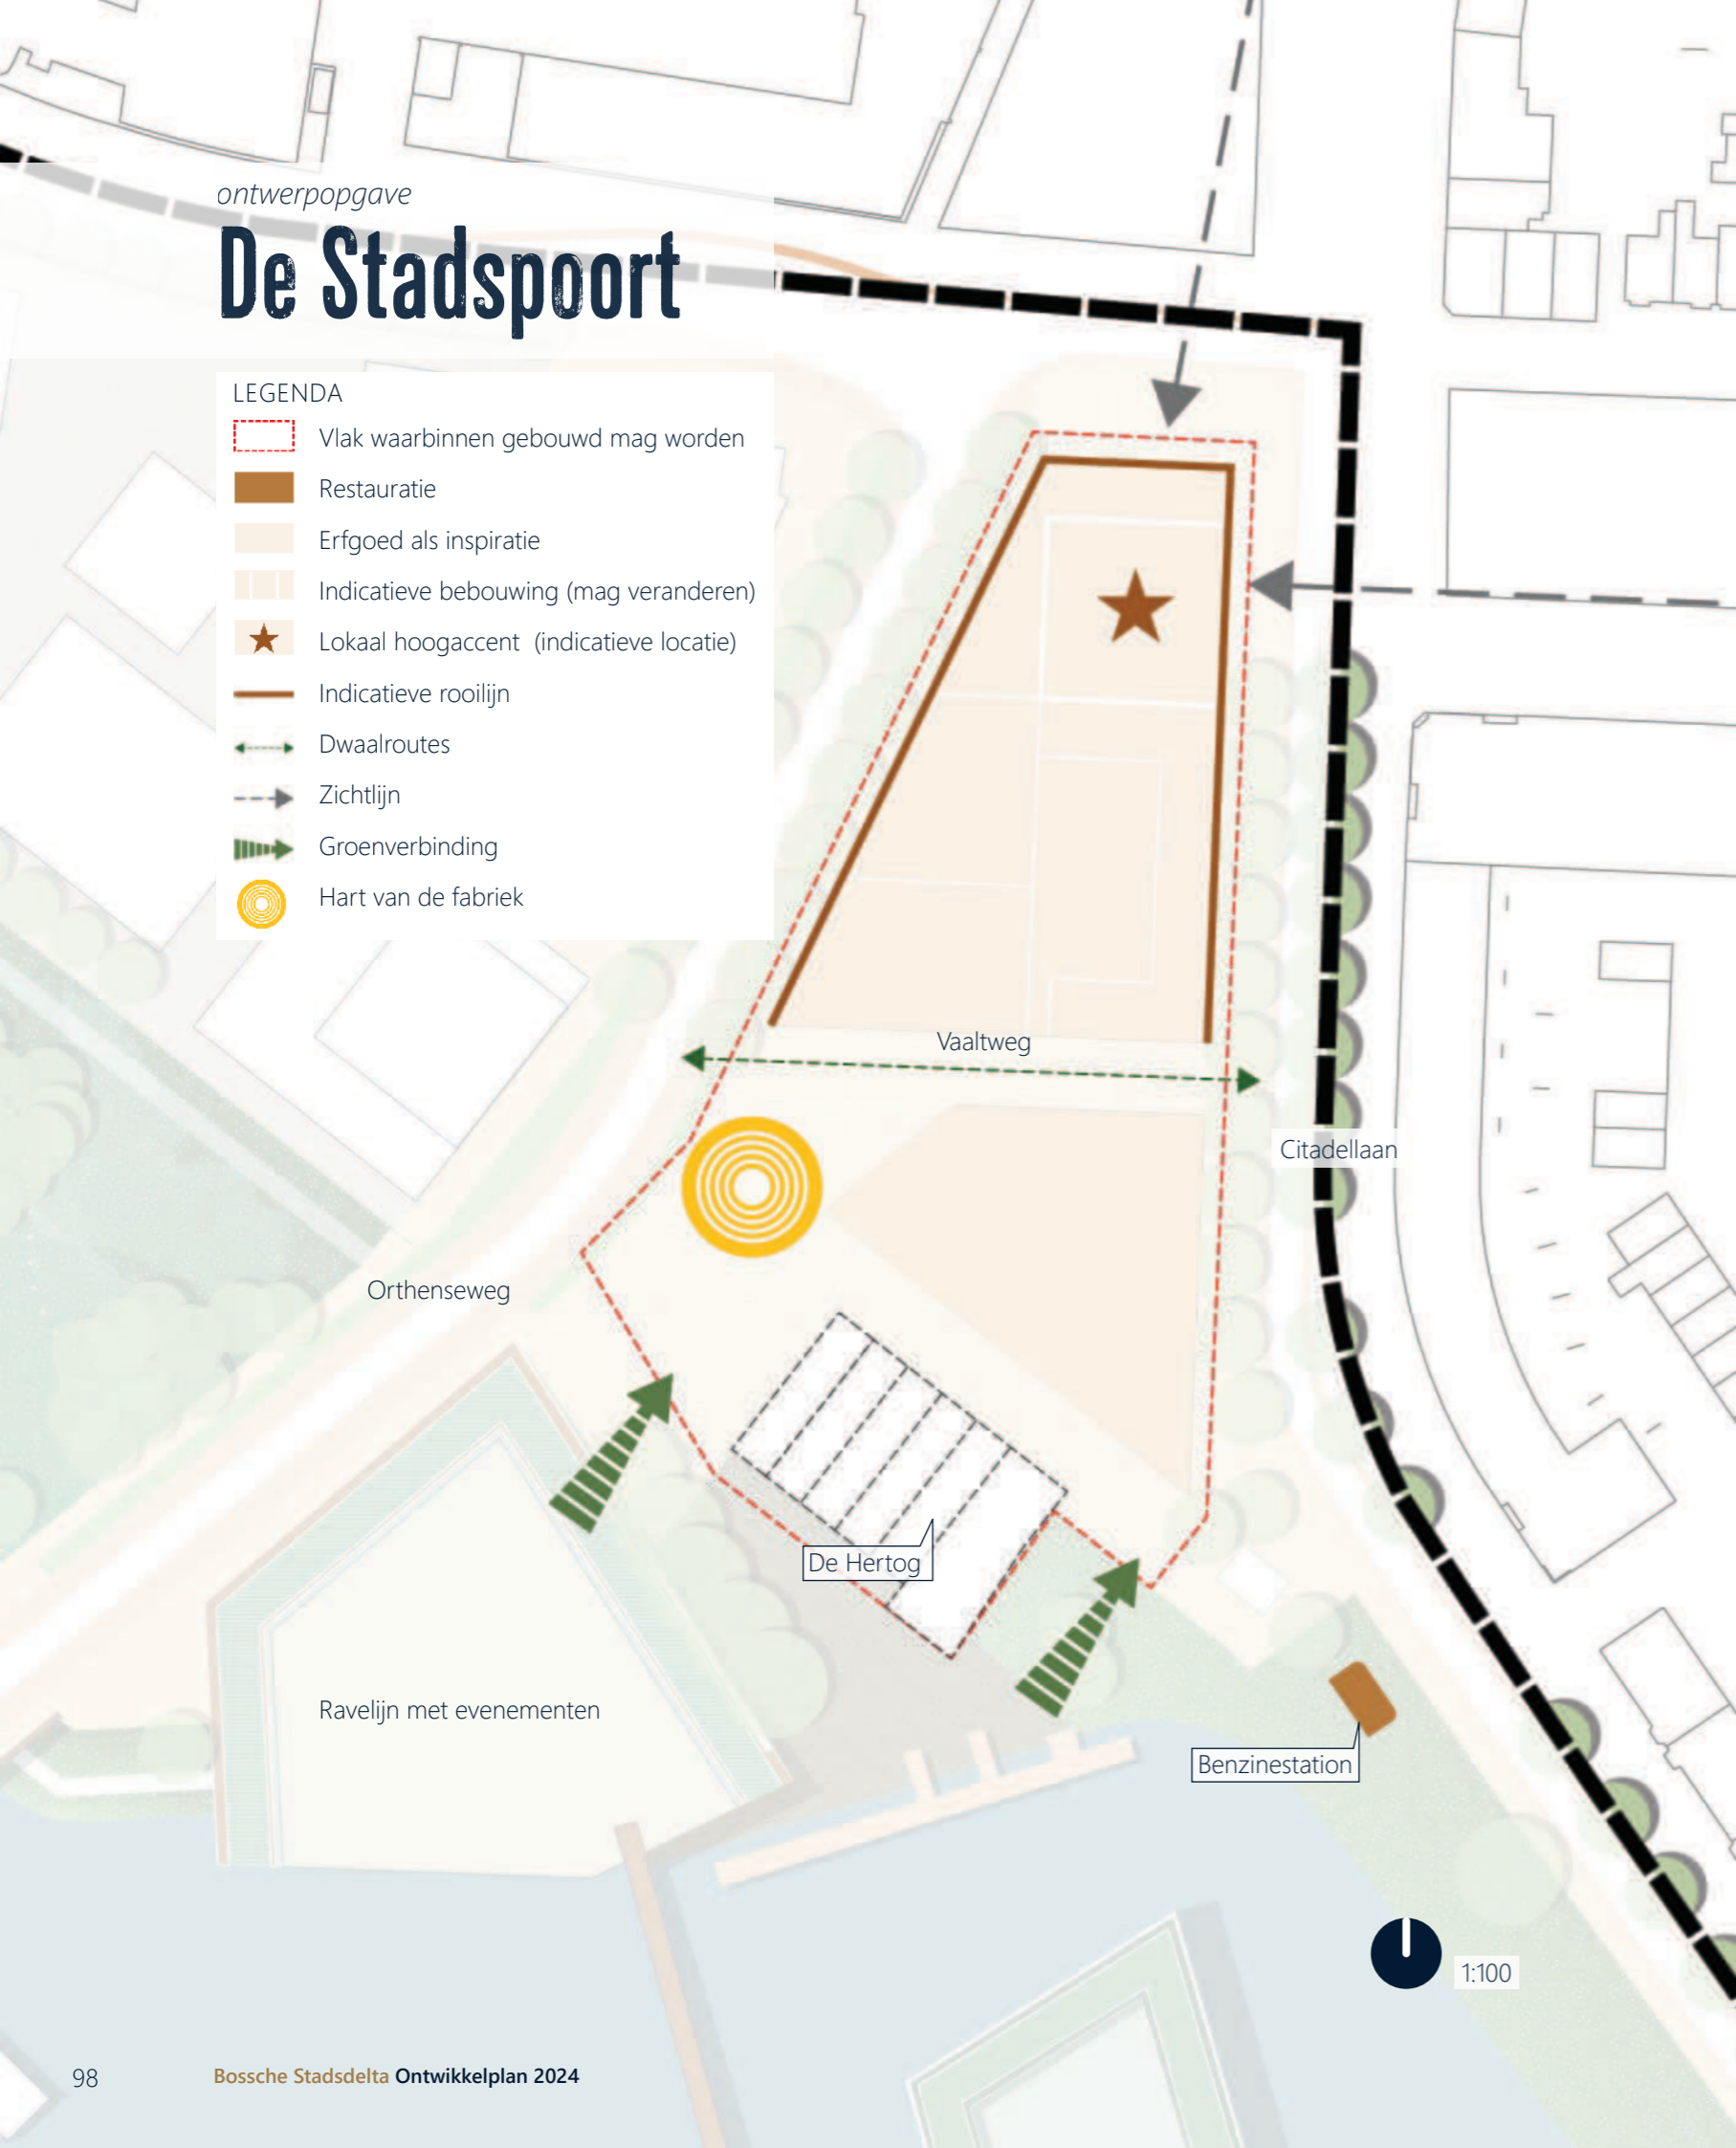 ontwerpopgave
De Stadspoort
LEGENDA
Vlak waarbinnen gebouwd mag worden
Restauratie
Erfgoed als inspiratie
Indicatieve bebouwing (mag veranderen)
Lokaal hoogaccent (indicatieve locatie)
Indicatieve rooilijn
Dwaalroutes
Zichtlijn
Groenverbinding
Hart van de fabriek
Vaaltweg
Citadellaan
Orthenseweg
De Hertog
Ravelijn met evenementen
Benzinestation
1:100
98
Bossche Stadsdelta Ontwikkelplan 2024